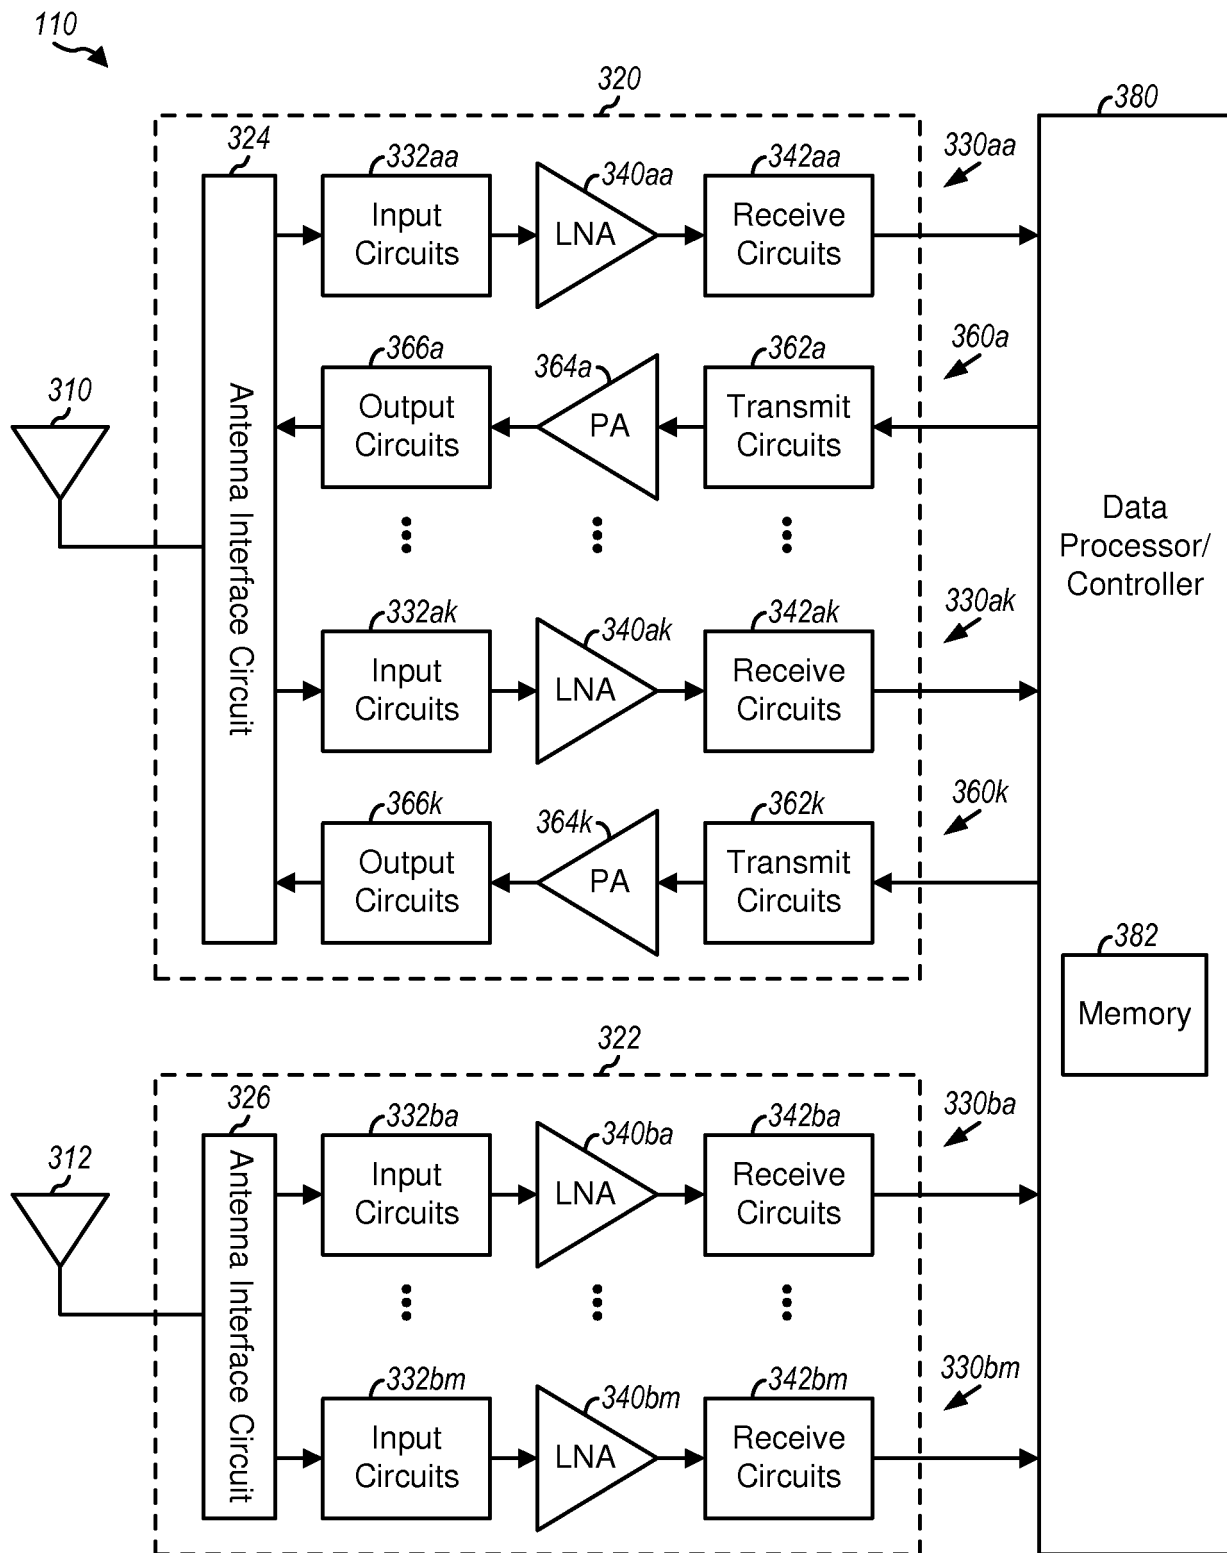 110
320
380
324
332aa
340aa
342aa
330aa
Input
Circuits
LNA
Receive
Circuits
366a
364a
362a
360a
Output
Circuits
PA
Transmit
Circuits
310
Antenna Interface Circuit
Data
Processor/
Controller
332ak
340ak
342ak
330ak
Input
Circuits
LNA
Receive
Circuits
366k
364k
362k
360k
Output
Circuits
PA
Transmit
Circuits
382
Memory
322
326
332ba
340ba
342ba
330ba
Input
Circuits
LNA
Receive
Circuits
312
Antenna Interface Circuit
332bm
340bm
342bm
330bm
Input
Circuits
LNA
Receive
Circuits